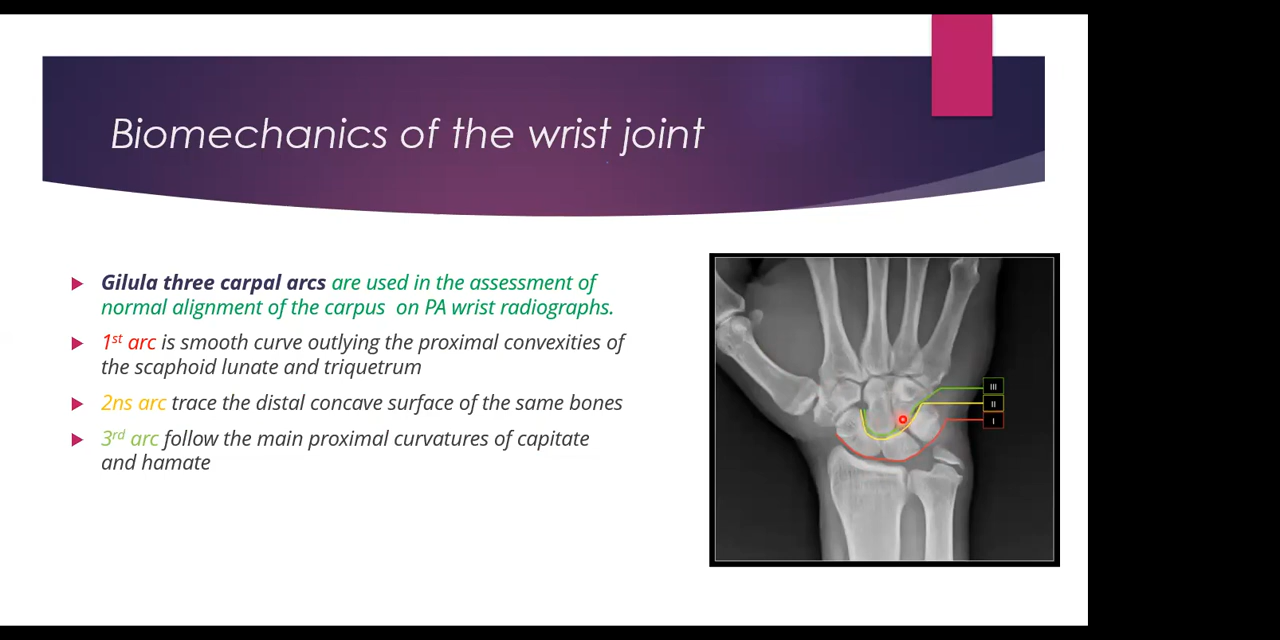 Biomechanics of the wrist joint
Gilula three carpal arcs are used in the assessment of
normal alignment of the carpus on PA wrist radiographs.
1st arc is smooth curve outlying the proximal convexities of
the scaphoid lunate and triquetrum
2ns arc trace the distal concave surface of the same bones
3rd arc follow the main proximal curvatures of capitate
and hamate
III
II
I